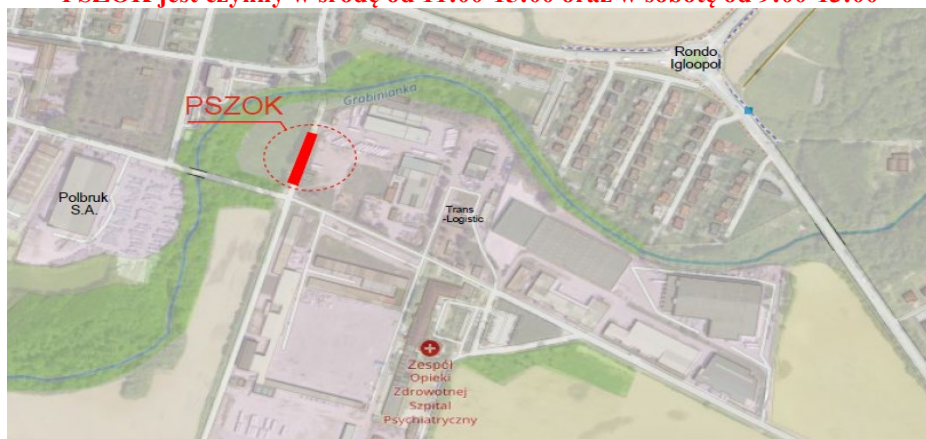 PSZOK jest czynny w środę od 11:00-15:00 oraz w sobotę od 9:00-13:00
Rondo
Igloopol
Grabinianka
PSZOK
Polbruk
S.A.
Trans
-Logistic
Zespół
Opieki
Zdrowotnej
Szpital
Psychiatryczny